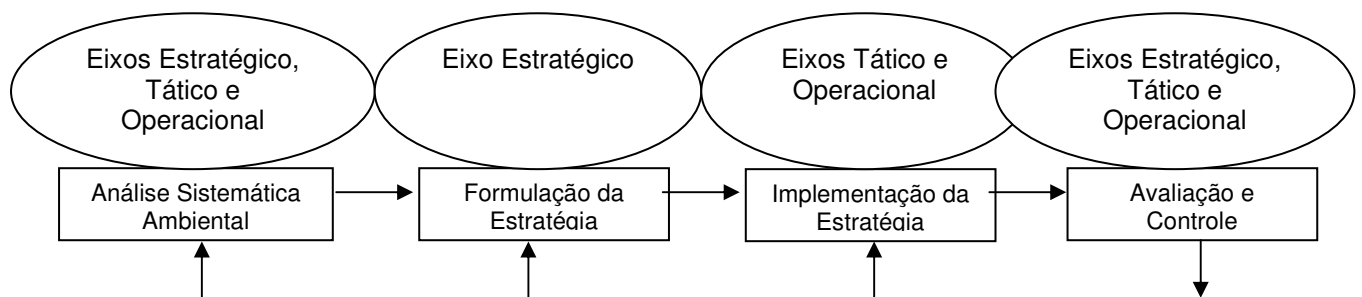 Eixos Estratégico,
Tático e
Operacional
Eixo Estratégico
Eixos Tático e
Operacional
Eixos Estratégico,
Tático e
Operacional
Análise Sistemática
Ambiental
Formulação da
Estratégia
Implementação da
Estratégia
Avaliação e
Controle